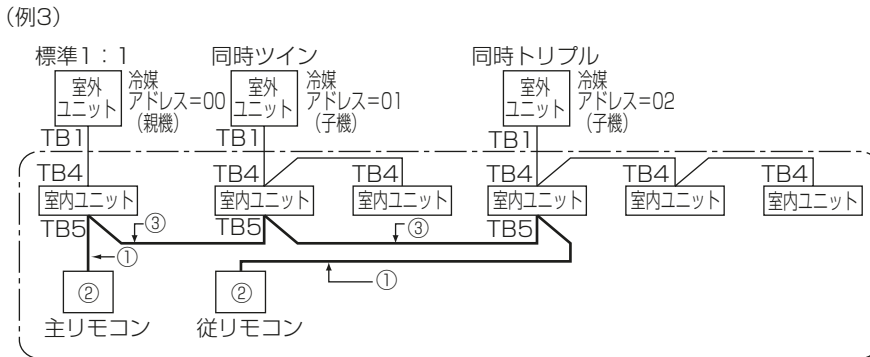 (例3)
標準1：1
室外
ユニット
冷媒
アドレス=00
(親機)
TB1
同時ツイン
室外
ユニット
冷媒
アドレス=01
(子機)
TB1
同時トリプル
室外
ユニット
冷媒
アドレス=02
(子機)
TB1
TB4
TB4
TB4
TB4
TB4
TB4
室内ユニット
室内ユニット
室内ユニット
室内ユニット
室内ユニット
室内ユニット
TB5
③
TB5
③
TB5
①
①
②
②
主リモコン
従リモコン